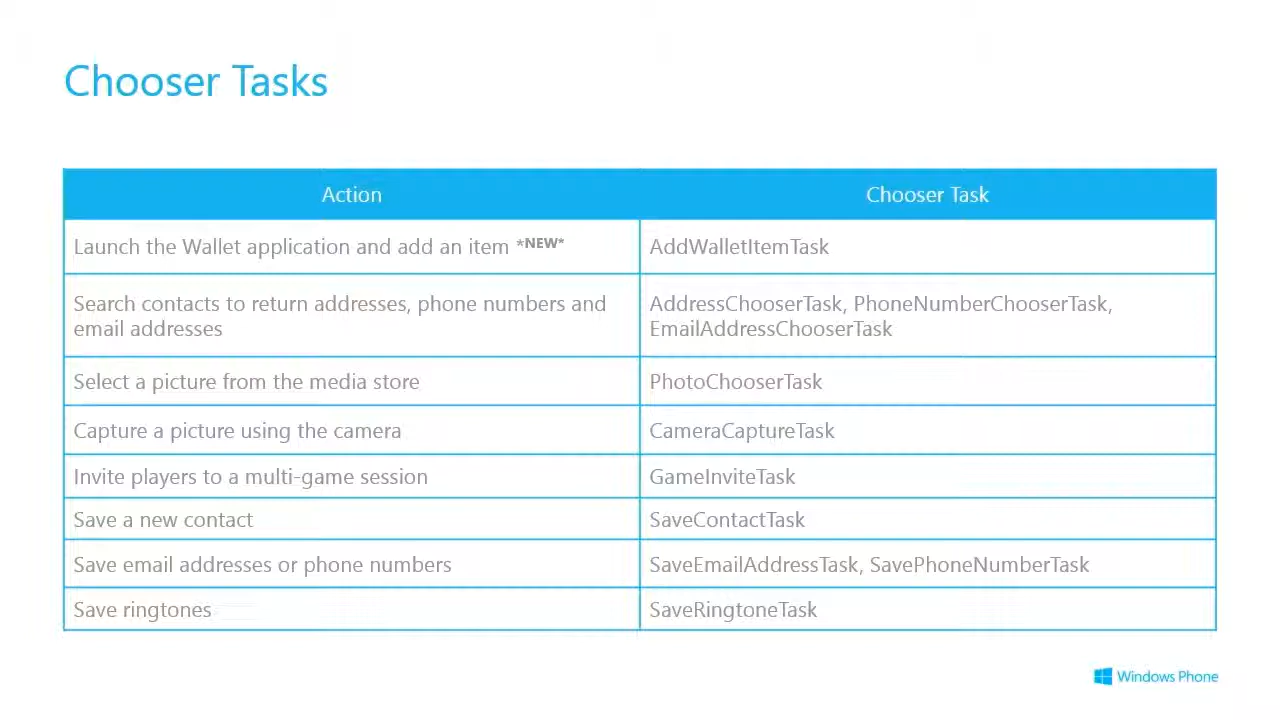 Chooser Tasks
Action
Chooser Task
Launch the Wallet application and add an item *NEW*
AddWalletItemTask
Search contacts to return addresses, phone numbers and
email addresses
AddressChooserTask, PhoneNumberChooserTask,
EmailAddressChooserTask
Select a picture from the media store
PhotoChooserTask
Capture a picture using the camera
CameraCaptureTask
Invite players to a multi-game session
GameInviteTask
Save a new contact
SaveContactTask
Save email addresses or phone numbers
SaveEmailAddressTask, SavePhoneNumberTask
Save ringtones
SaveRingtoneTask
Windows Phone